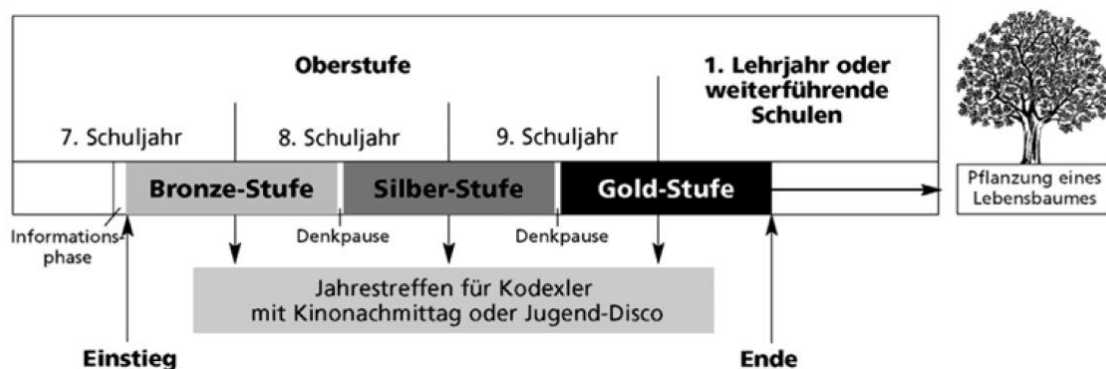 Oberstufe
1. Lehrjahr oder
weiterführende
Schulen
7. Schuljahr
8. Schuljahr
9. Schuljahr
Bronze-Stufe
Silber-Stufe
Gold-Stufe
Pflanzung eines
Lebensbaumes
Informations-
phase
Denkpause
Denkpause
Jahrestreffen für Kodexler
mit Kinonachmittag oder Jugend-Disco
Einstieg
Ende